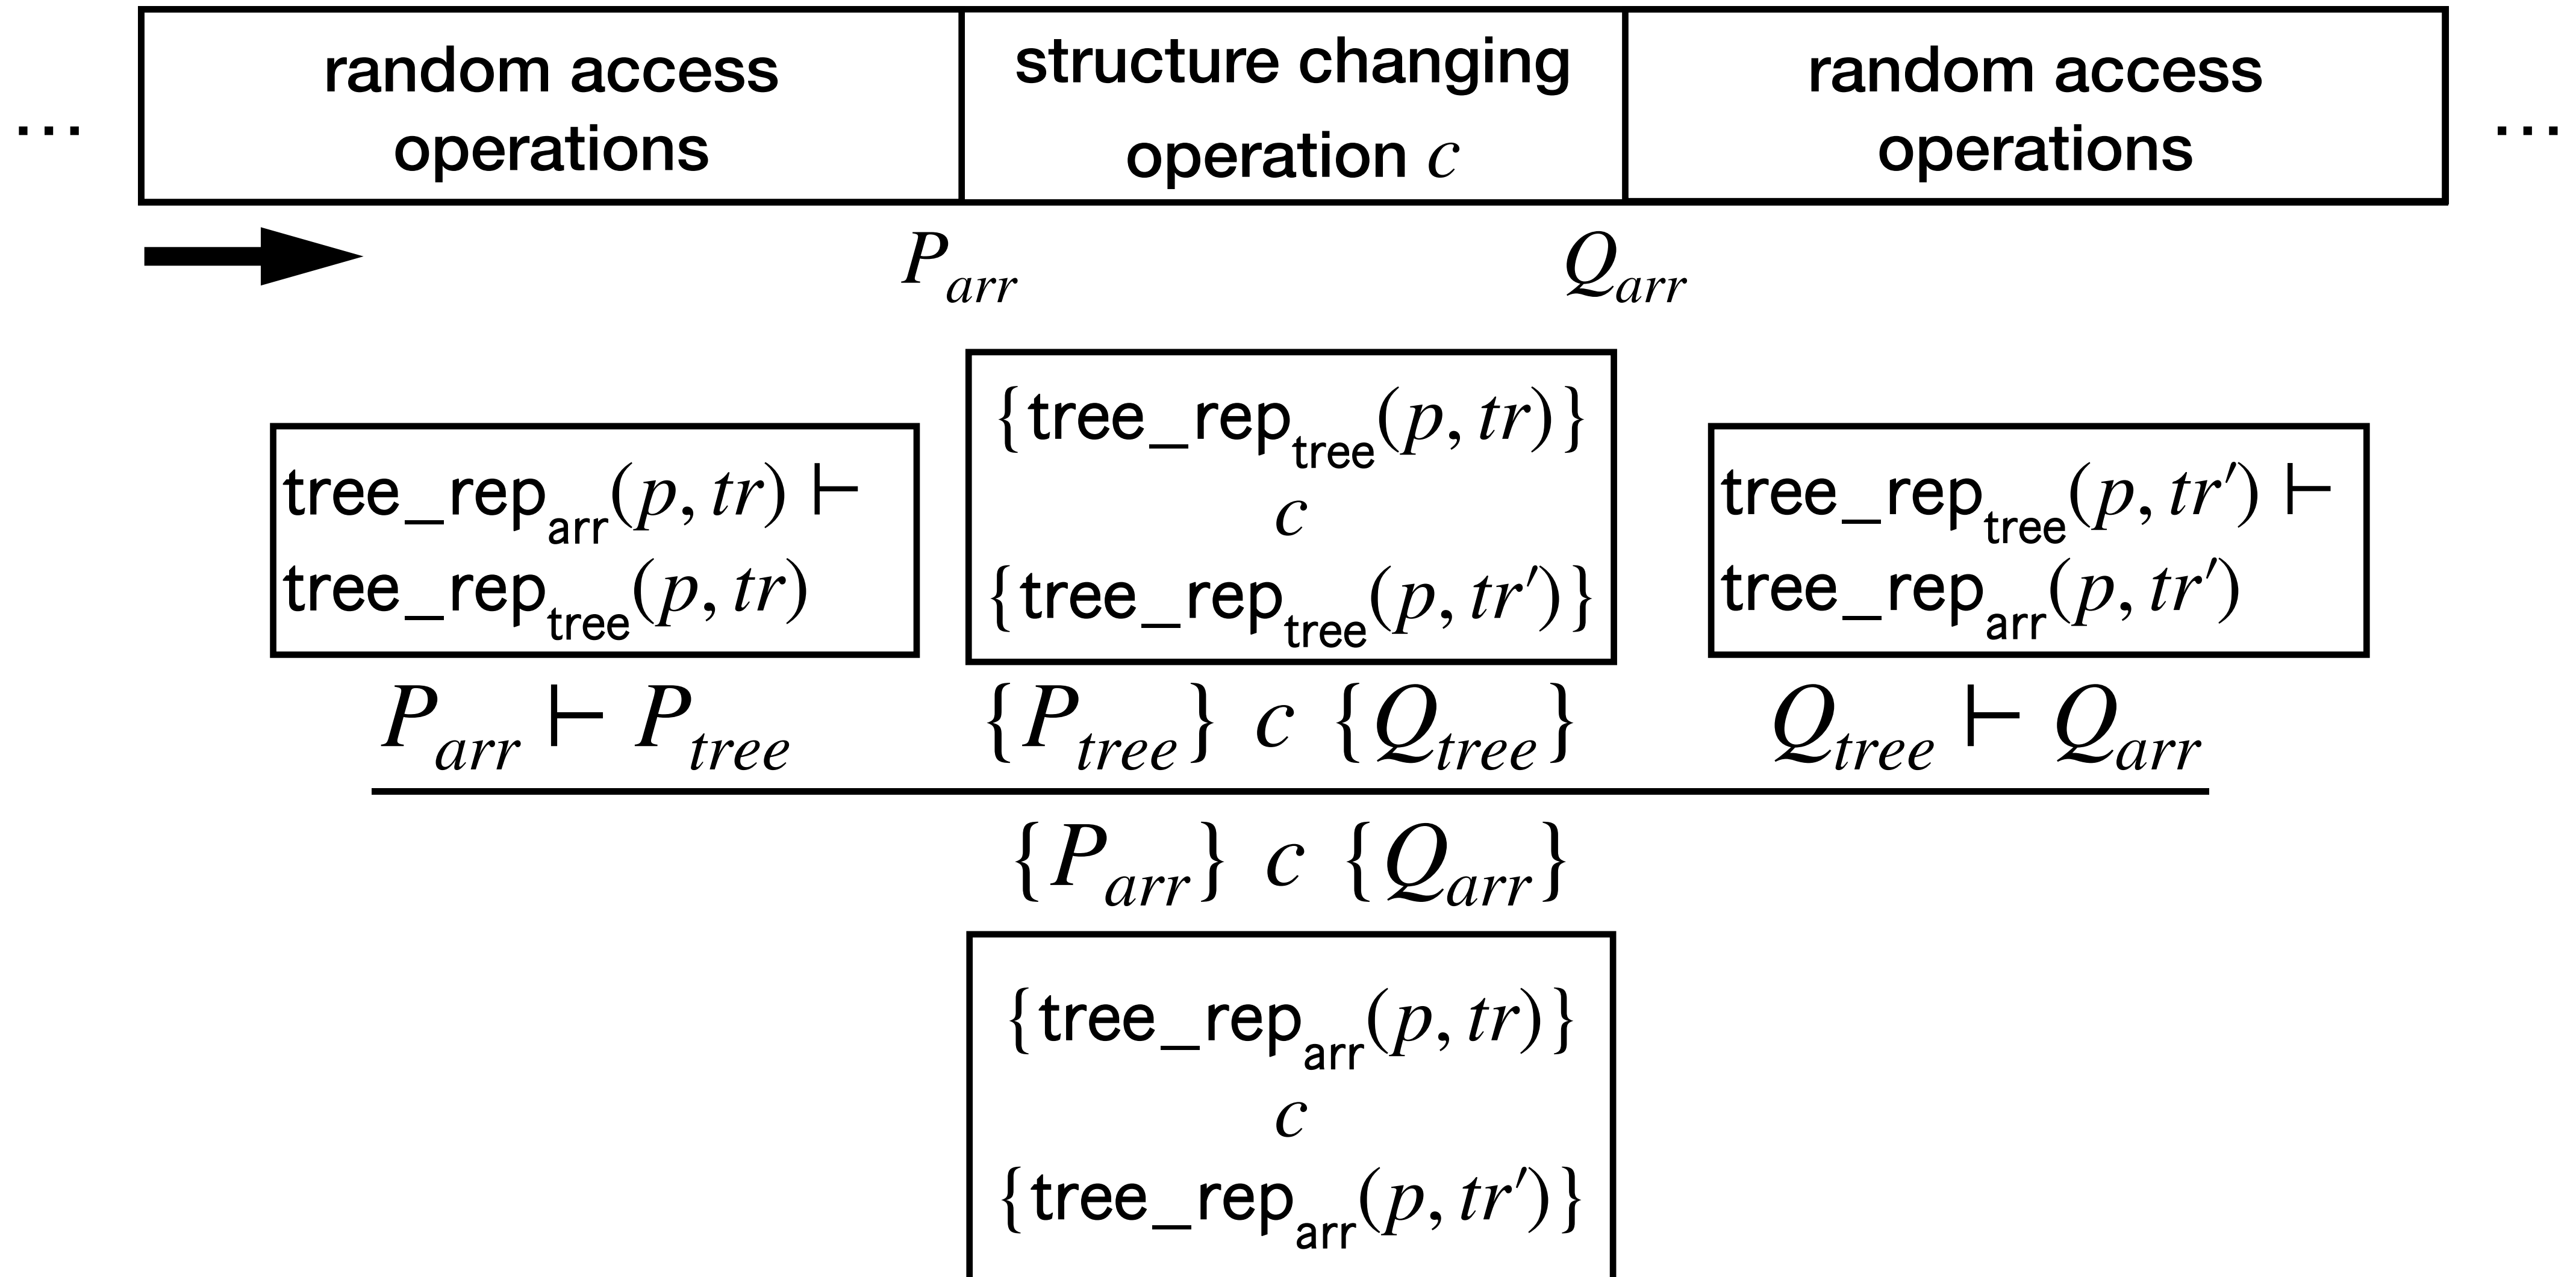 ... random access operations | structure changing operation c | random access operations ...
P_arr Q_arr
tree_rep_arr(p, tr) ⊢
tree_rep_tree(p, tr)
{tree_rep_tree(p, tr)}
c
{tree_rep_tree(p, tr′)}
tree_rep_tree(p, tr′) ⊢
tree_rep_arr(p, tr′)
P_arr ⊢ P_tree {P_tree} c {Q_tree} Q_tree ⊢ Q_arr
{P_arr} c {Q_arr}
{tree_rep_arr(p, tr)}
c
{tree_rep_arr(p, tr′)}